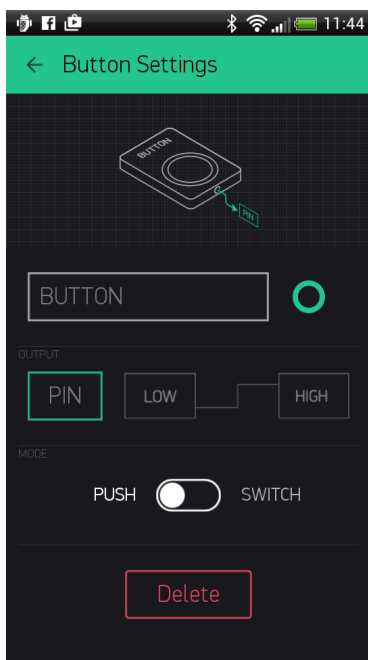 11:44
Button Settings
BUTTON
PIN
BUTTON
OUTPUT
PIN LOW HIGH
MODE
PUSH SWITCH
Delete